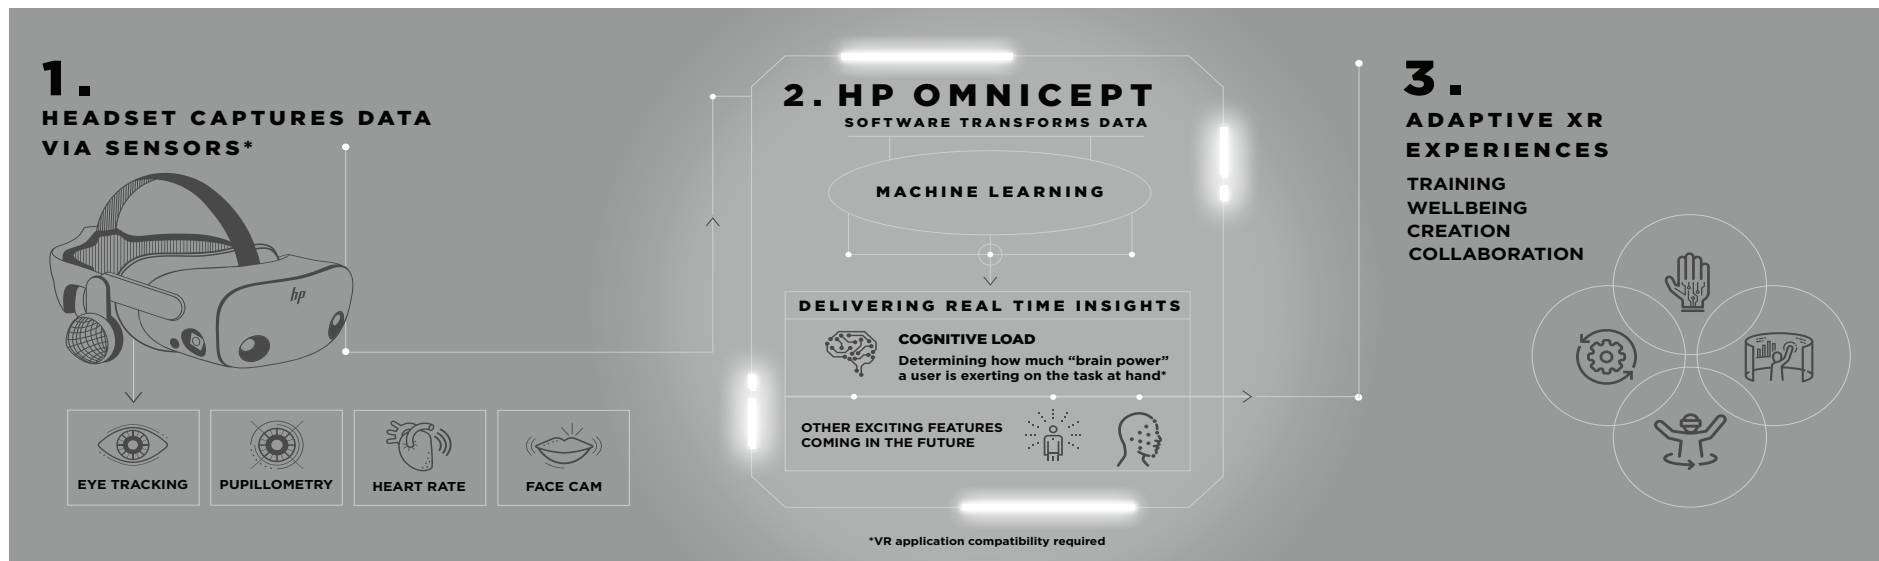 1.
HEADSET CAPTURES DATA
VIA SENSORS*
hp
EYE TRACKING
PUPILLOMETRY
HEART RATE
FACE CAM
2. HP OMNICEPT
SOFTWARE TRANSFORMS DATA
MACHINE LEARNING
DELIVERING REAL TIME INSIGHTS
COGNITIVE LOAD
Determining how much “brain power”
a user is exerting on the task at hand*
OTHER EXCITING FEATURES
COMING IN THE FUTURE
*VR application compatibility required
3.
ADAPTIVE XR
EXPERIENCES
TRAINING
WELLBEING
CREATION
COLLABORATION